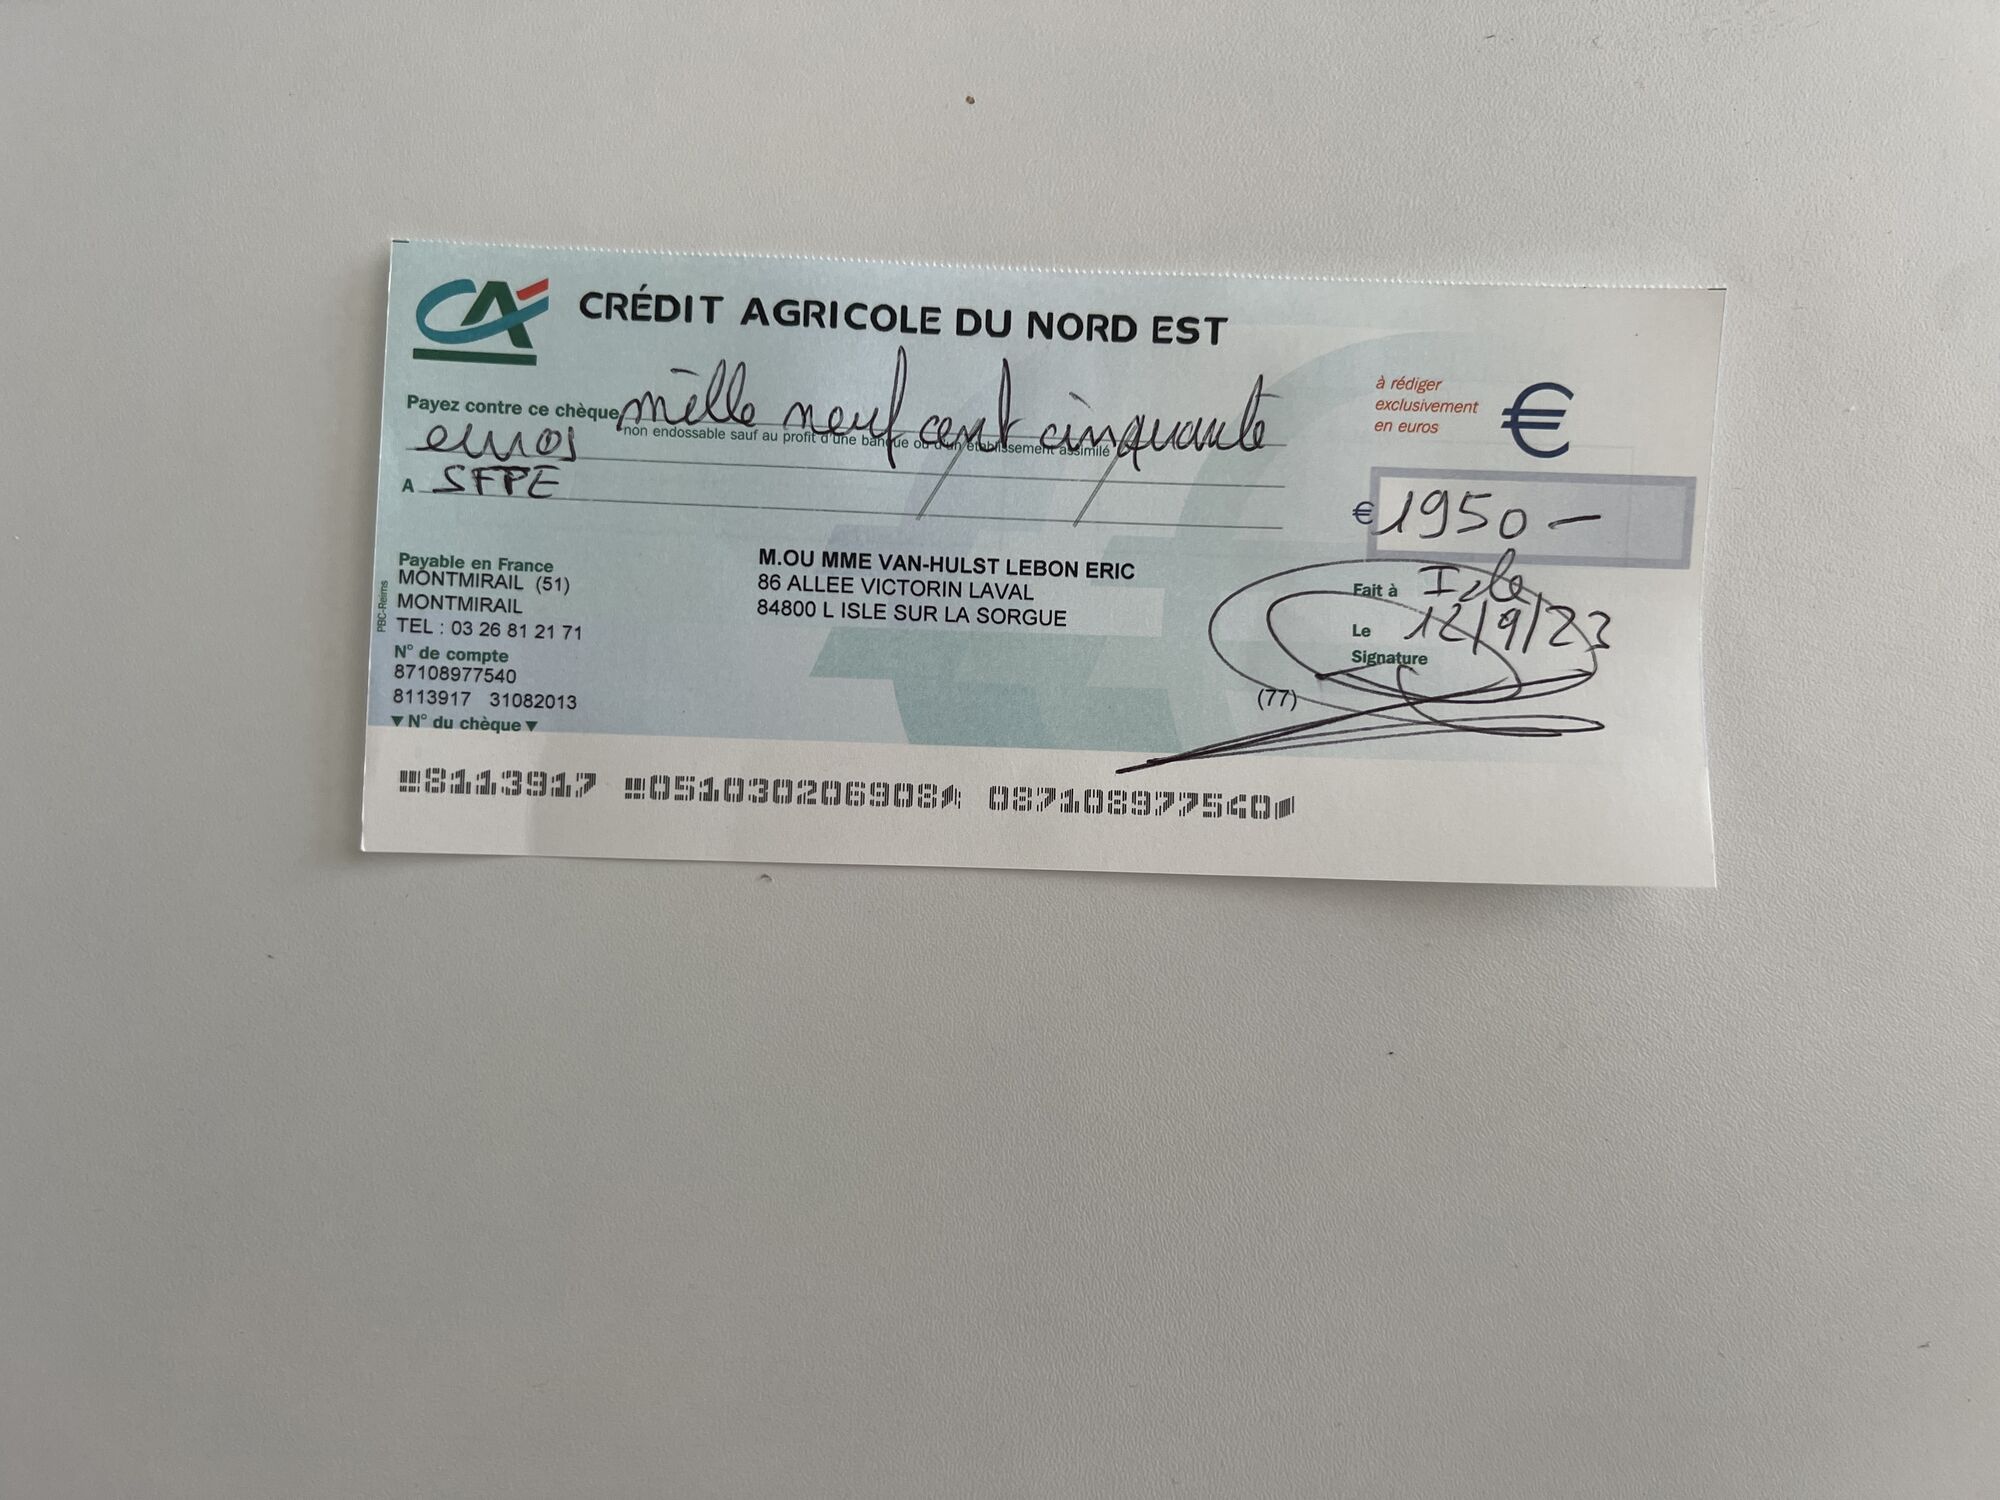 CA CRÉDIT AGRICOLE DU NORD EST
Payez contre ce chèque mille neuf cent cinquante
non endossable sauf au profit d'une banque ou d'un établissement assimilé
euros
A SFPE
à rédiger
exclusivement
en euros
€
€ 1950 —
Payable en France
MONTMIRAIL (51)
MONTMIRAIL
TEL : 03 26 81 21 71
N° de compte
87108977540
8113917 31082013
▼ N° du chèque ▼
PBC-Reims
M.OU MME VAN-HULST LEBON ERIC
86 ALLEE VICTORIN LAVAL
84800 L ISLE SUR LA SORGUE
Fait à Isle
Le 12/9/23
Signature
(77)
8113917 051030206908 087108977540